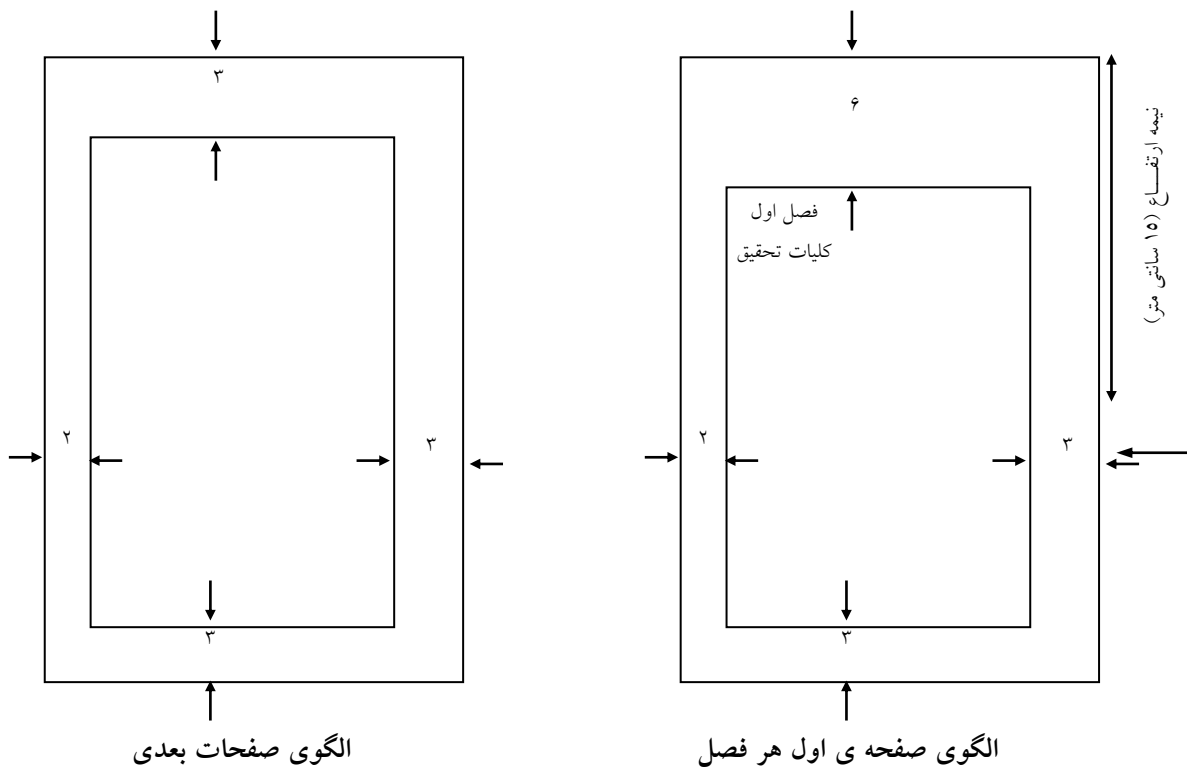 ۶
نیمه ارتفاع (۱۵ سانتی متر)
فصل اول
کلیات تحقیق
۳
۲
۳
الگوی صفحه ی اول هر فصل
۳
۳
۲
۳
الگوی صفحات بعدی